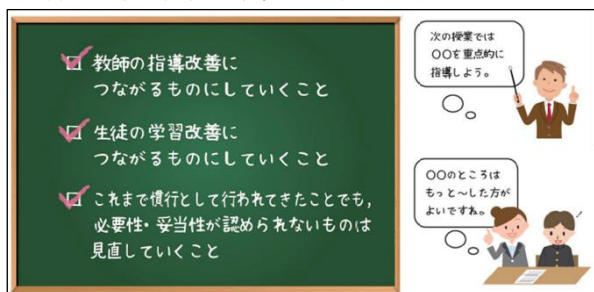 教師の指導改善に
つながるものにしていくこと
生徒の学習改善に
つながるものにしていくこと
これまで慣行として行われてきたことでも,
必要性・妥当性が認められないものは
見直していくこと
次の授業では
〇〇を重点的に
指導しよう。
〇〇のところは
もっと~した方が
よいですね。